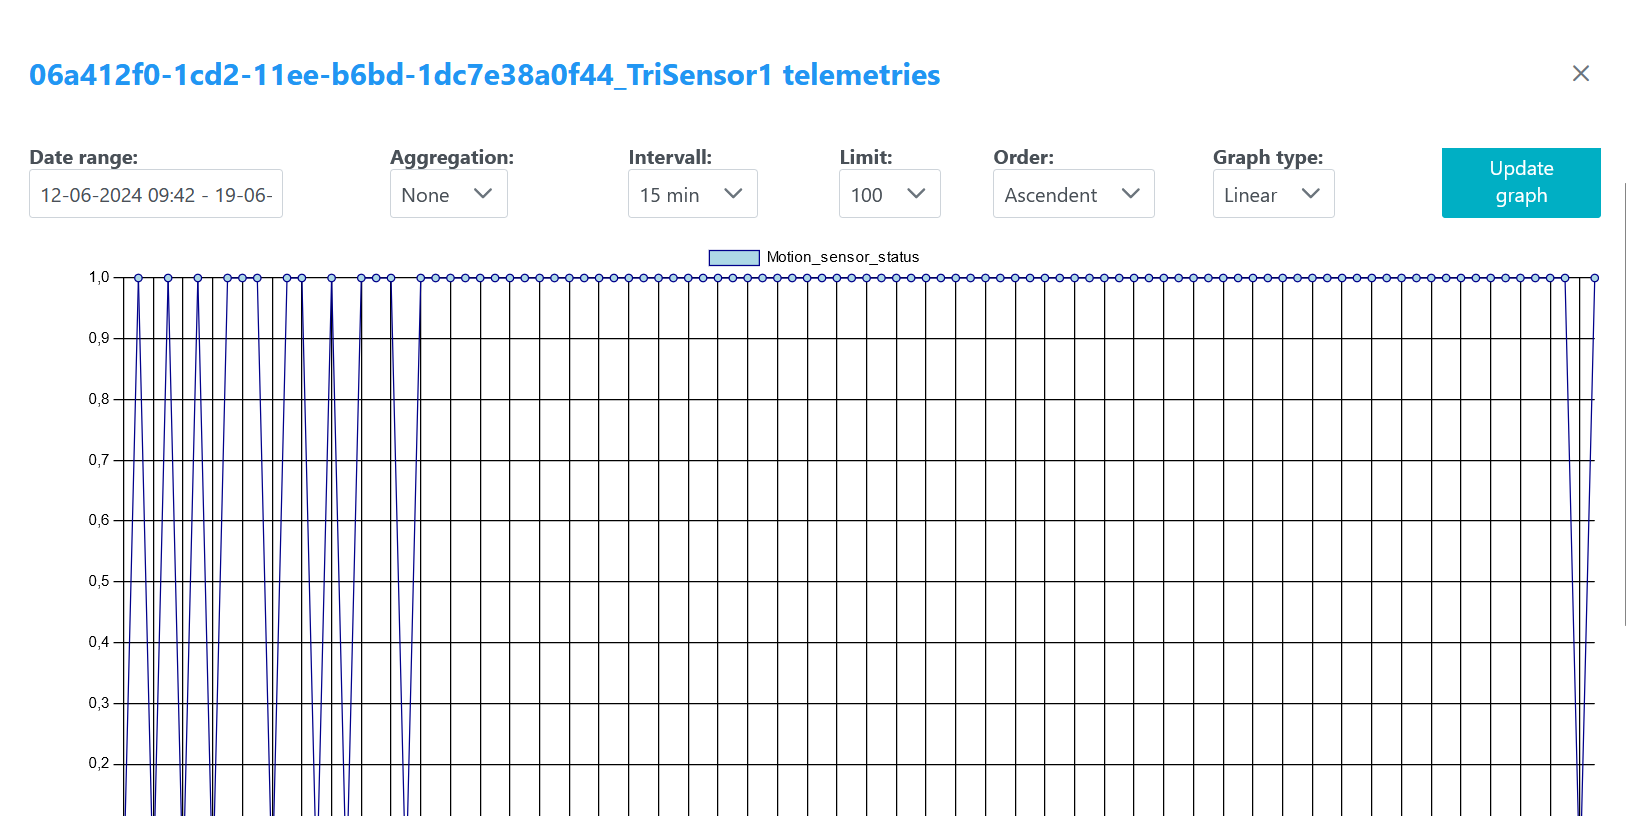 06a412f0-1cd2-11ee-b6bd-1dc7e38a0f44_TriSensor1 telemetries
Date range: Aggregation: Intervall: Limit: Order: Graph type:
12-06-2024 09:42 - 19-06- None 15 min 100 Ascendent Linear Update graph
Motion_sensor_status
1,0
0,9
0,8
0,7
0,6
0,5
0,4
0,3
0,2